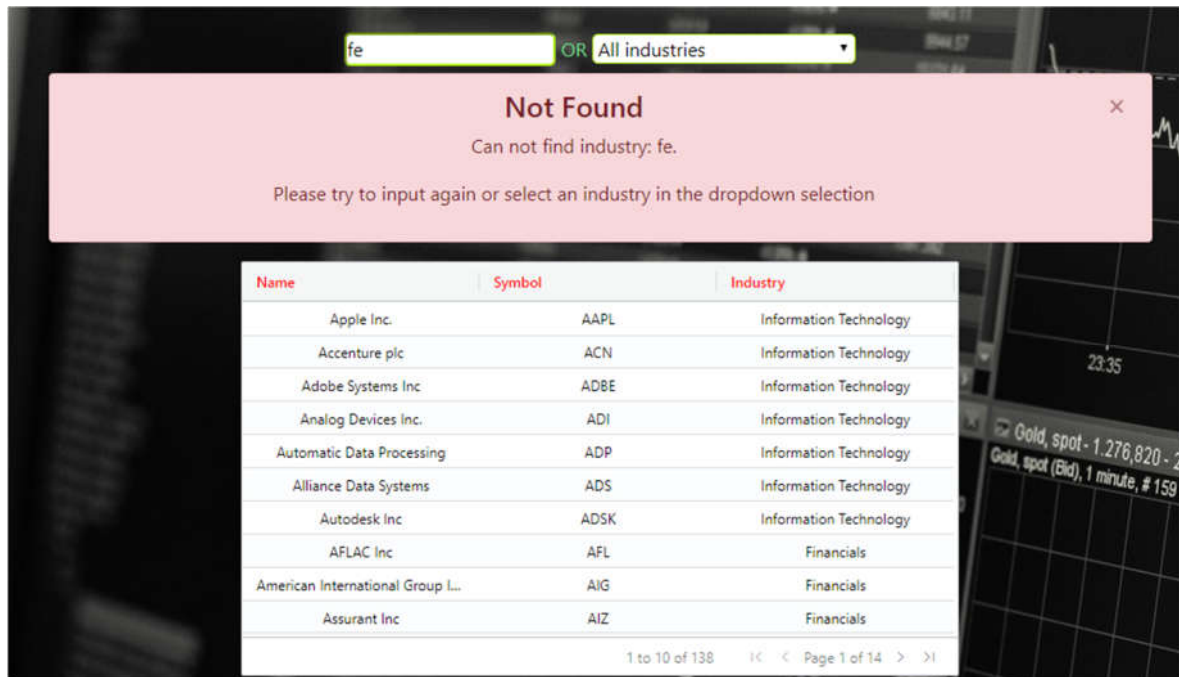 fe OR All industries
Not Found
Can not find industry: fe.
Please try to input again or select an industry in the dropdown selection
Name Symbol Industry
Apple Inc. AAPL Information Technology
Accenture plc ACN Information Technology
Adobe Systems Inc ADBE Information Technology
Analog Devices Inc. ADI Information Technology
Automatic Data Processing ADP Information Technology
Alliance Data Systems ADS Information Technology
Autodesk Inc ADSK Information Technology
AFLAC Inc AFL Financials
American International Group I... AIG Financials
Assurant Inc AIZ Financials
1 to 10 of 138 Page 1 of 14
23:35
Gold, spot - 1.276,820 -
Gold, spot (Bid), 1 minute, # 159